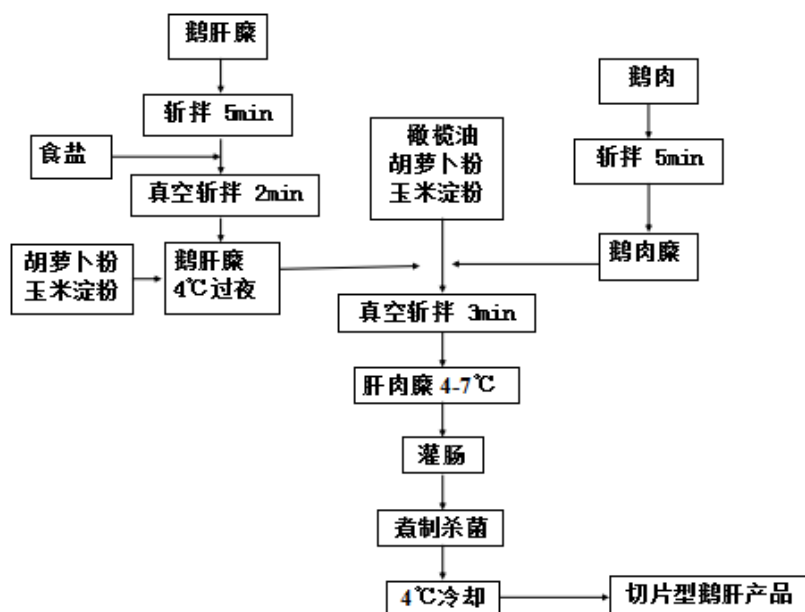 鹅肝糜
斩拌 5min
食盐
真空斩拌 2min
胡萝卜粉
玉米淀粉
鹅肝糜
4℃过夜
橄榄油
胡萝卜粉
玉米淀粉
鹅肉
斩拌 5min
鹅肉糜
真空斩拌 3min
肝肉糜 4-7℃
灌肠
煮制杀菌
4℃冷却
切片型鹅肝产品